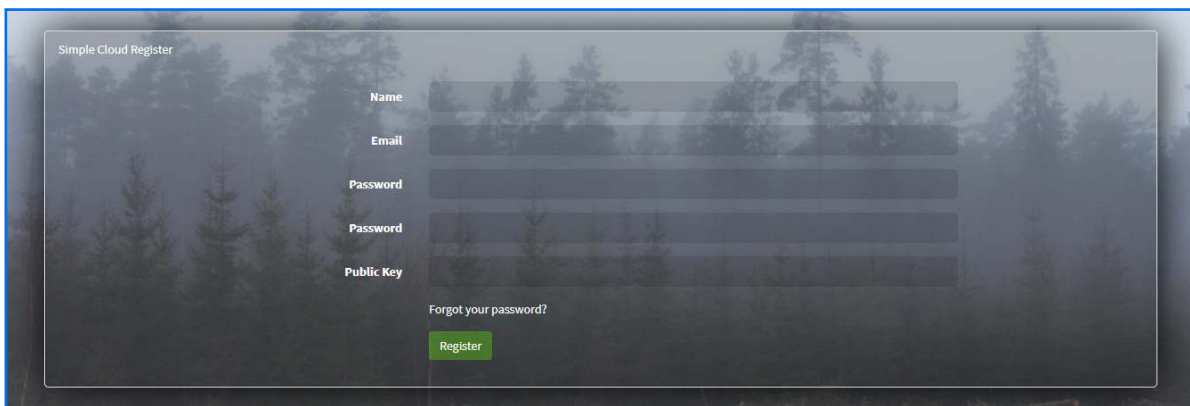 Simple Cloud Register
Name
Email
Password
Password
Public Key
Forgot your password?
Register